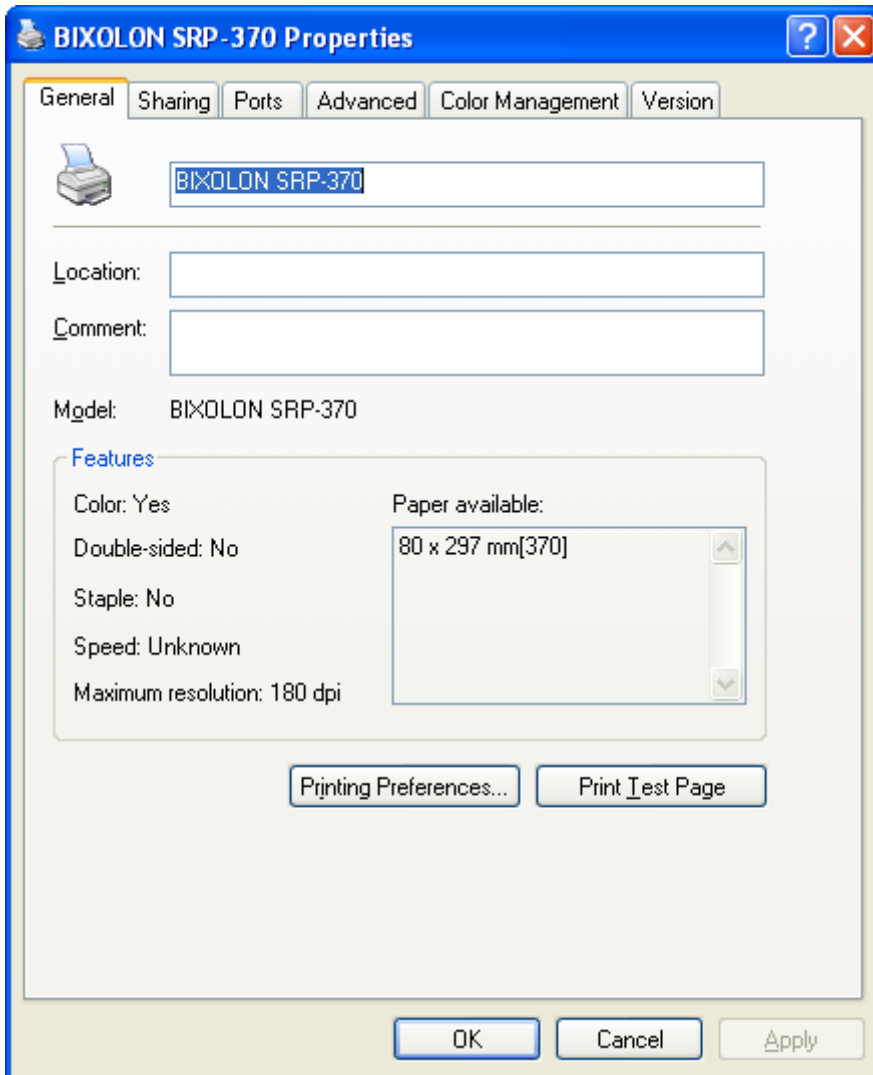 BIXOLON SRP-370 Properties
?
General Sharing Ports Advanced Color Management Version
BIXOLON SRP-370
Location:
Comment:
Model: BIXOLON SRP-370
Features
Color: Yes
Double-sided: No
Staple: No
Speed: Unknown
Maximum resolution: 180 dpi
Paper available:
80 x 297 mm[370]
Printing Preferences... Print Test Page
OK Cancel Apply